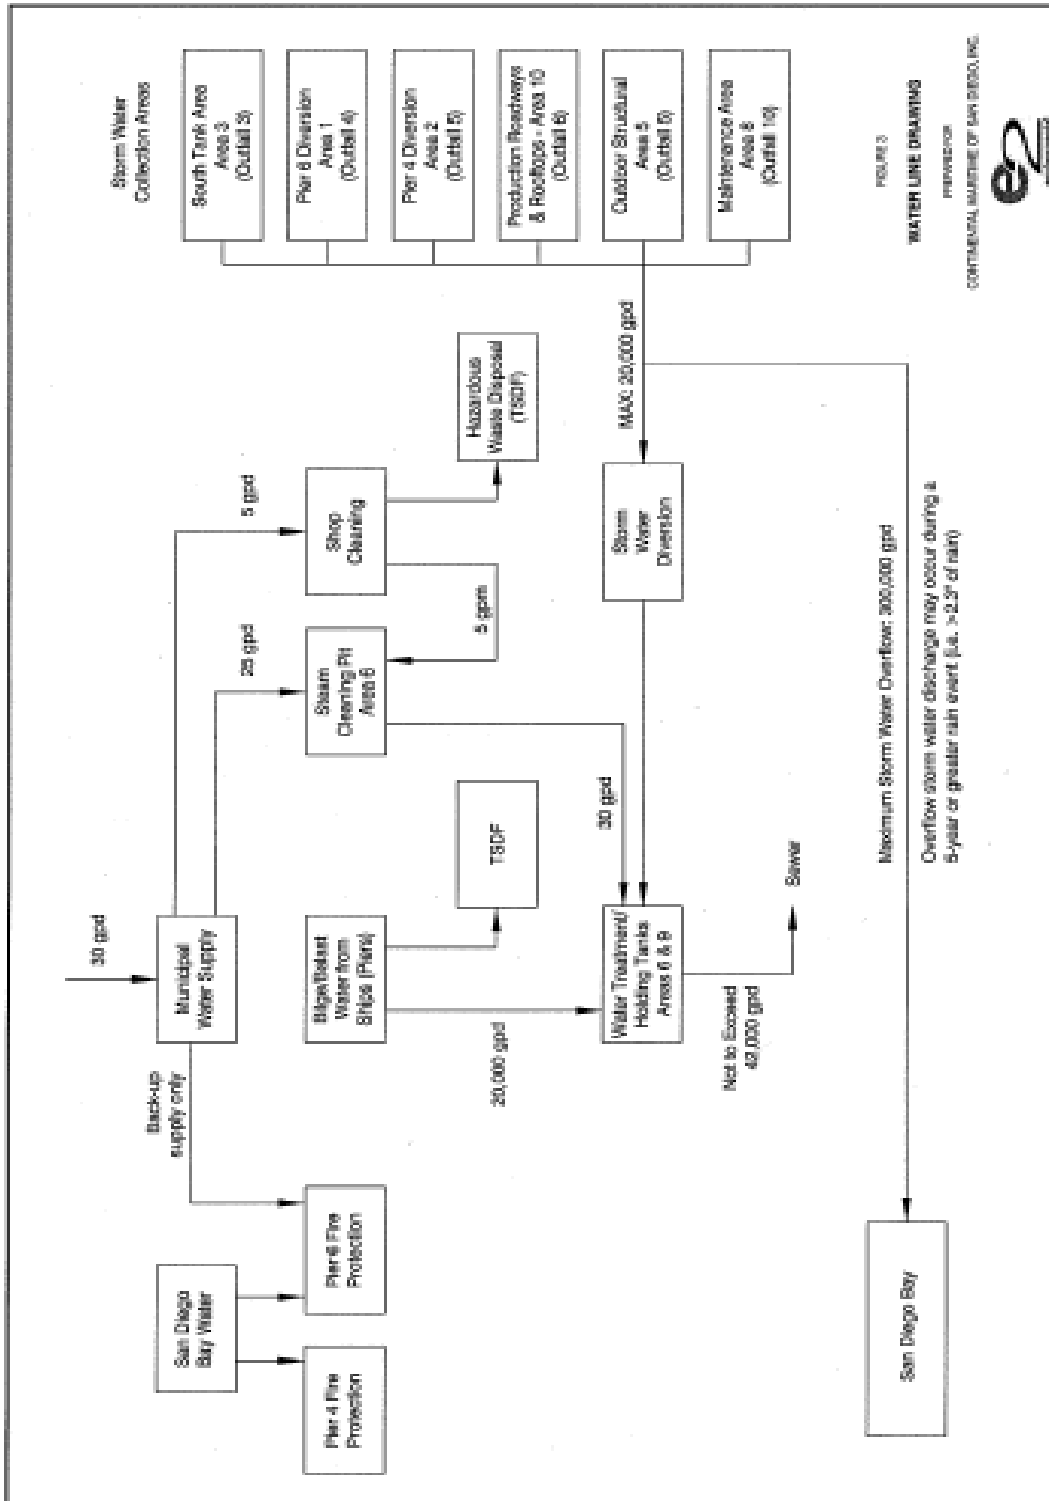 30 gpd
Municipal
Water Supply
Back-up
supply only
San Diego
Bay Water
Pier 4 Fire
Protection
Pier 6 Fire
Protection
25 gpd
5 gpd
Steam
Cleaning Pit
Area 6
Shop
Cleaning
5 gpm
Hazardous
Waste Disposal
(TSDF)
Bilge/Ballast
Water from
Ships (Piers)
TSDF
20,000 gpd
30 gpd
Water Treatment/
Holding Tanks
Areas 6 & 9
Not to Exceed
42,000 gpd
Sewer
Storm
Water
Diversion
MAX: 20,000 gpd
Storm Water
Collection Areas
South Tank Area
Area 3
(Outfall 3)
Pier 6 Diversion
Area 1
(Outfall 4)
Pier 4 Diversion
Area 2
(Outfall 5)
Production Roadways
& Rooftops - Area 10
(Outfall 6)
Outdoor Structural
Area 5
(Outfall 5)
Maintenance Area
Area 8
(Outfall 10)
Maximum Storm Water Overflow: 300,000 gpd
Overflow storm water discharge may occur during a
5-year or greater rain event (i.e. >2.3" of rain)
San Diego Bay
FIGURE 3
WATER LINE DRAWING
PREPARED FOR
CONTINENTAL MARITIME OF SAN DIEGO, INC.
e2